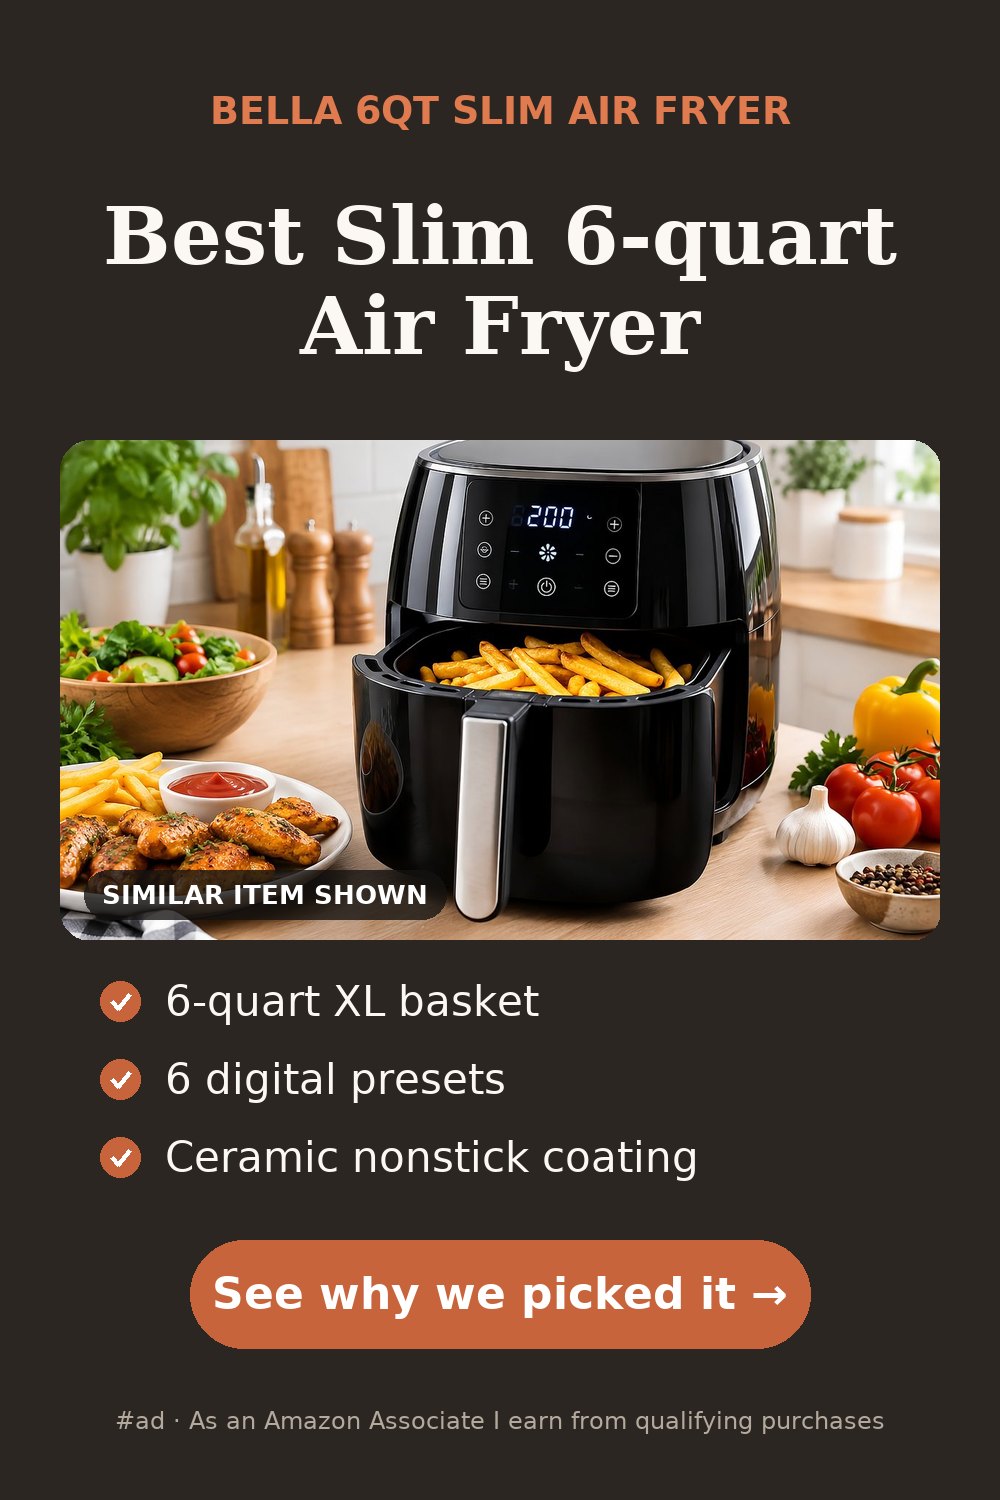 BELLA 6QT SLIM AIR FRYER
Best Slim 6-quart
Air Fryer
200
SIMILAR ITEM SHOWN
6-quart XL basket
6 digital presets
Ceramic nonstick coating
See why we picked it →
#ad · As an Amazon Associate I earn from qualifying purchases